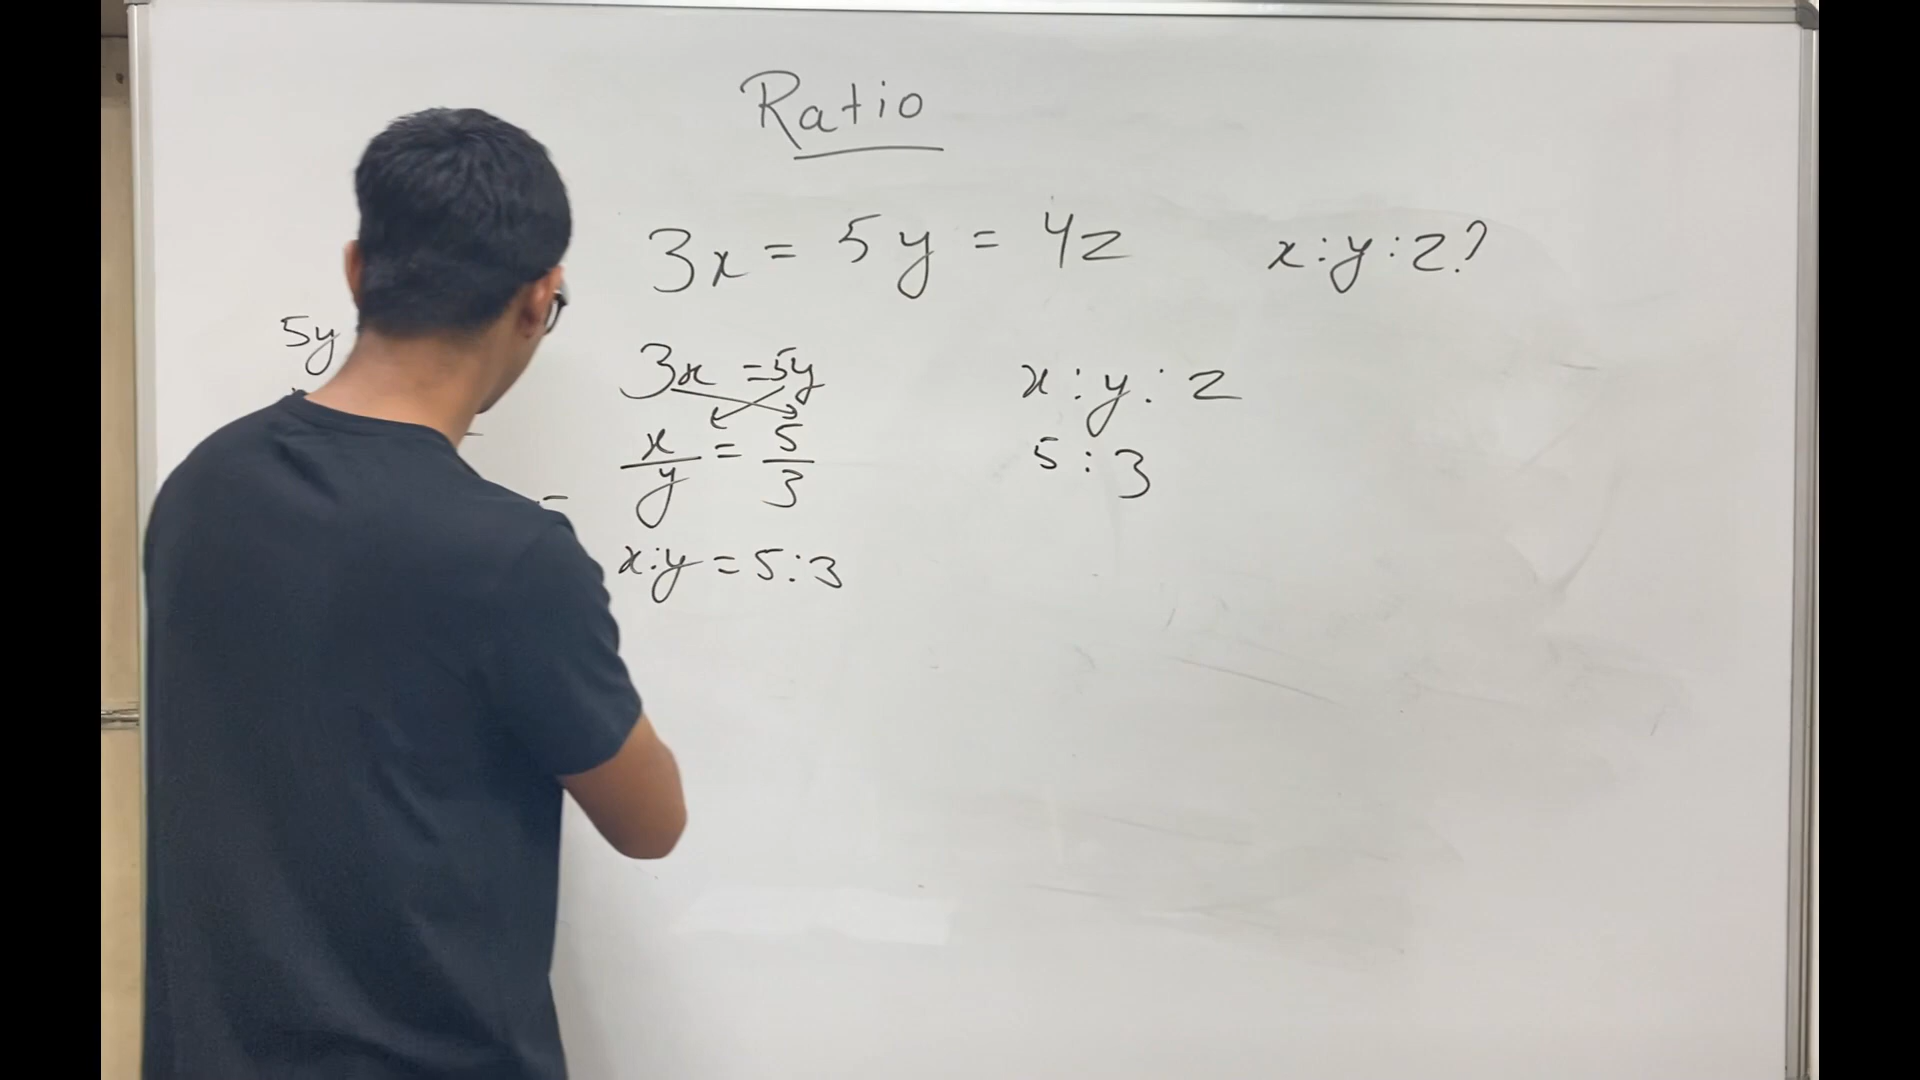 Ratio
3x = 5y = 4z x:y:z?
5y
3x = 5y
x/y = 5/3
x:y = 5:3
x:y:z
5:3